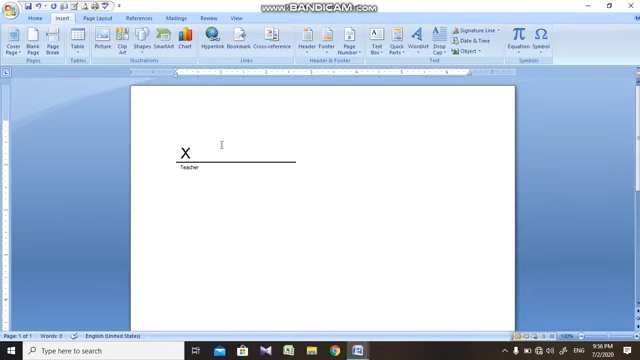 www.BANDICAM.com
Home Insert Page Layout References Mailings Review View
Cover Page Blank Page Page Break Table Picture Clip Art Shapes SmartArt Chart Hyperlink Bookmark Cross-reference Header Footer Page Number Text Box Quick Parts WordArt Drop Cap Signature Line Date & Time Object Equation Symbol
Pages Tables Illustrations Links Header & Footer Text Symbols
X
Teacher
Page: 1 of 1 Words: 0 English (United States) 100%
Type here to search ENG 9:56 PM 7/2/2020